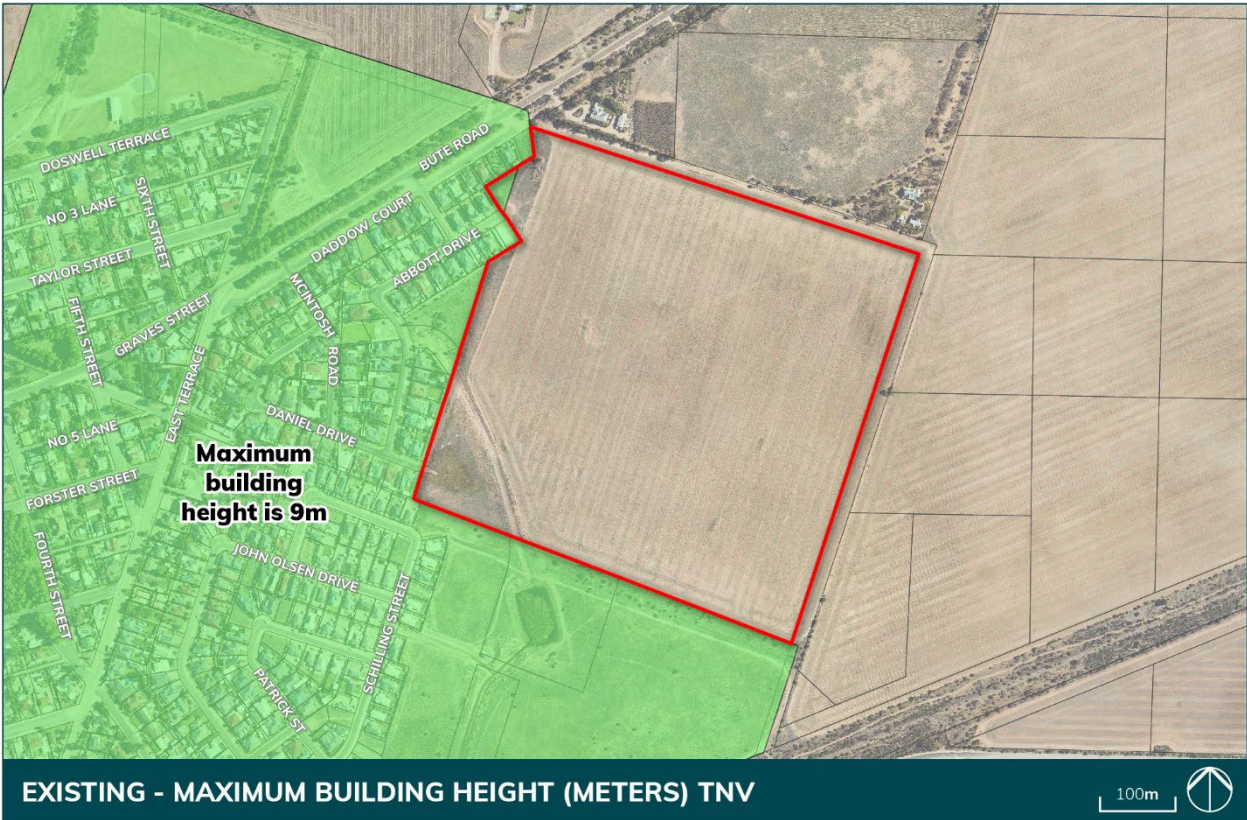 DOSWELL TERRACE
BUTE ROAD
SIXTH STREET
NO 3 LANE
DADDOW COURT
TAYLOR STREET
ABBOTT DRIVE
MCINTOSH ROAD
FIFTH STREET
GRAVES STREET
EAST TERRACE
DANIEL DRIVE
NO 5 LANE
Maximum
building
height is 9m
FORSTER STREET
FOURTH STREET
JOHN OLSEN DRIVE
SCHILLING STREET
PATRICK ST
EXISTING - MAXIMUM BUILDING HEIGHT (METERS) TNV
100m